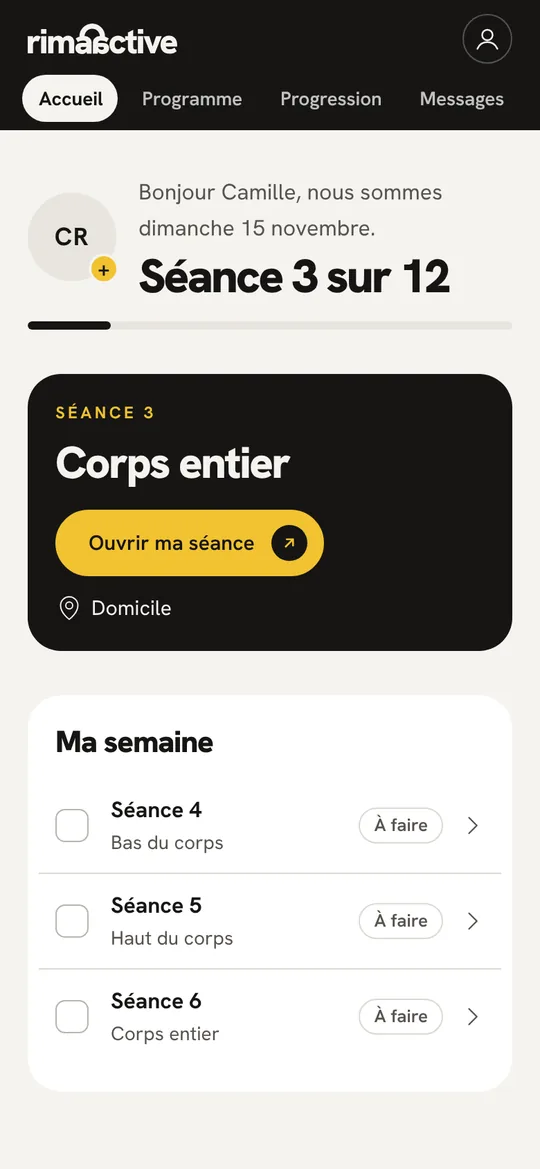 rimaactive
Accueil Programme Progression Messages
CR
+
Bonjour Camille, nous sommes
dimanche 15 novembre.
Séance 3 sur 12
SÉANCE 3
Corps entier
Ouvrir ma séance
Domicile
Ma semaine
Séance 4
Bas du corps
À faire
Séance 5
Haut du corps
À faire
Séance 6
Corps entier
À faire